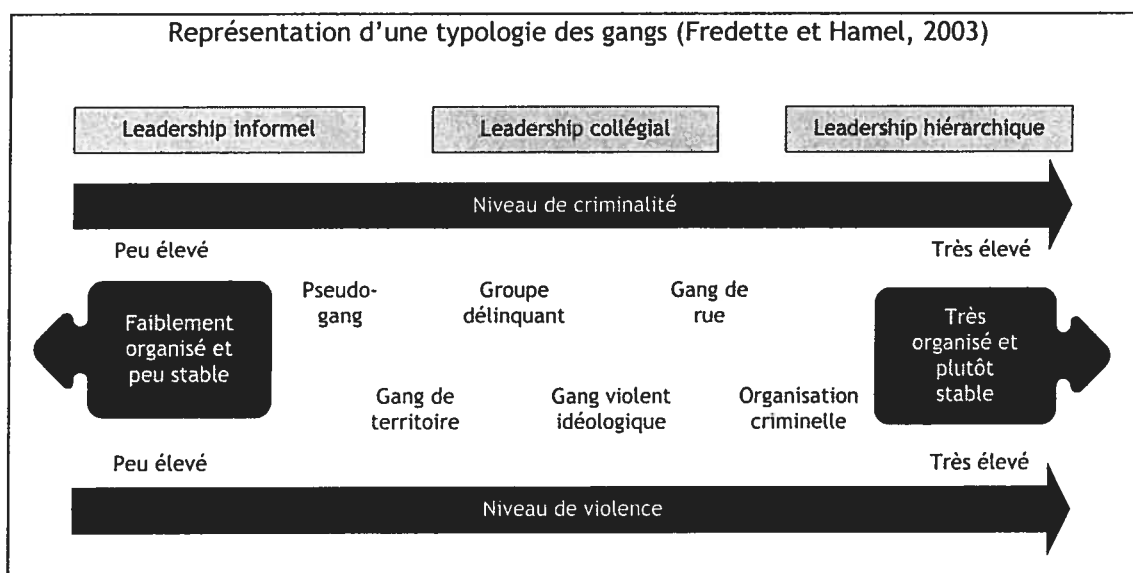 Représentation d'une typologie des gangs (Fredette et Hamel, 2003)
Leadership informel
Leadership collégial
Leadership hiérarchique
Niveau de criminalité
Peu élevé
Très élevé
Faiblement
organisé et
peu stable
Pseudo-
gang
Groupe
délinquant
Gang de
rue
Gang de
territoire
Gang violent
idéologique
Organisation
criminelle
Très
organisé et
plutôt
stable
Peu élevé
Très élevé
Niveau de violence